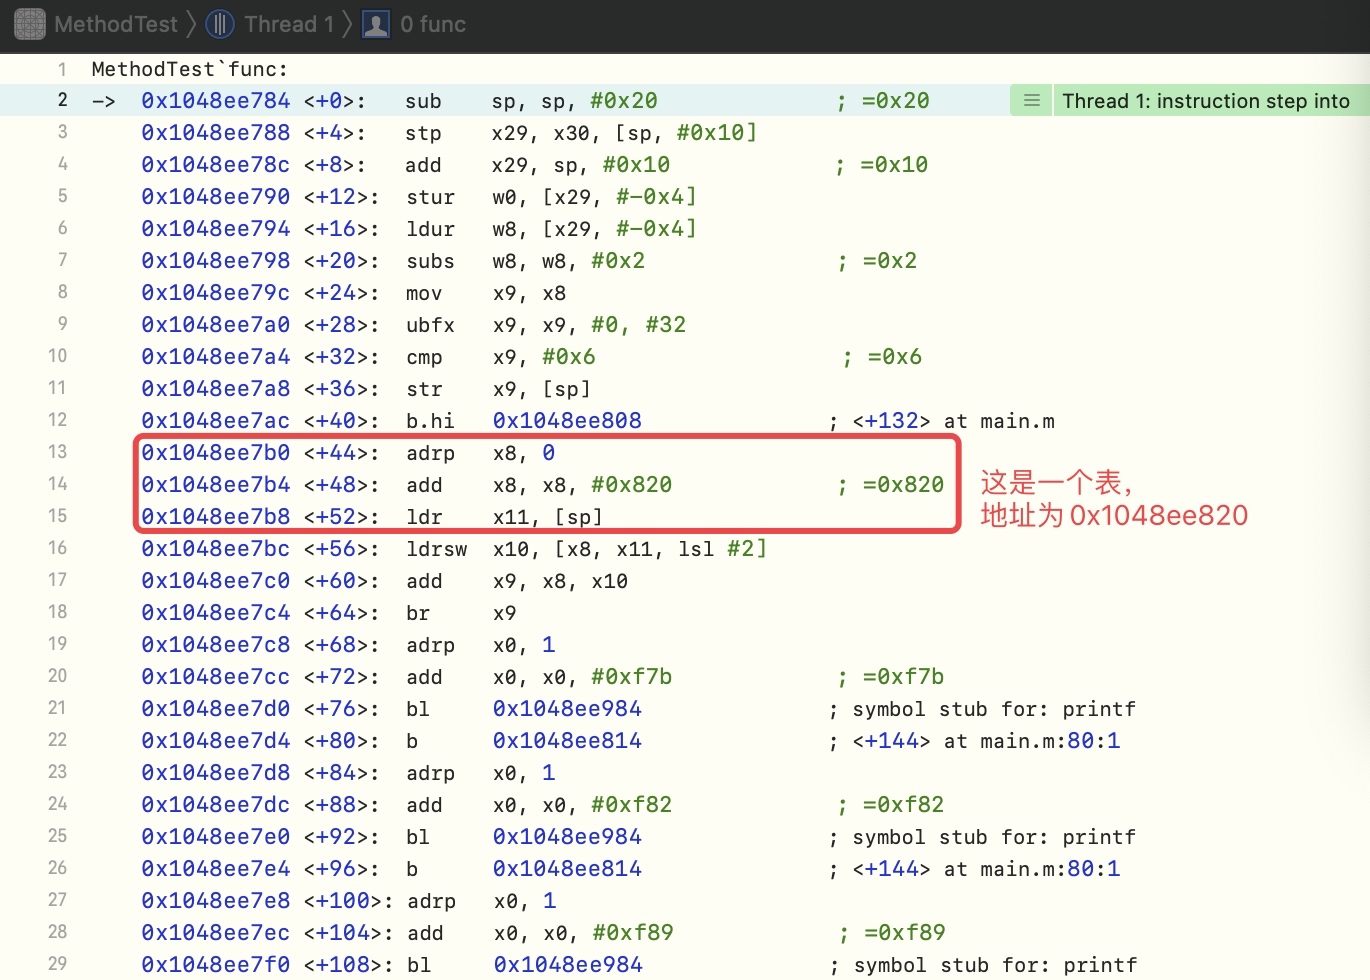 MethodTest 〉 Thread 1 〉 0 func
1 MethodTest`func:
2 -> 0x1048ee784 <+0>: sub sp, sp, #0x20 ; =0x20 Thread 1: instruction step into
3 0x1048ee788 <+4>: stp x29, x30, [sp, #0x10]
4 0x1048ee78c <+8>: add x29, sp, #0x10 ; =0x10
5 0x1048ee790 <+12>: stur w0, [x29, #-0x4]
6 0x1048ee794 <+16>: ldur w8, [x29, #-0x4]
7 0x1048ee798 <+20>: subs w8, w8, #0x2 ; =0x2
8 0x1048ee79c <+24>: mov x9, x8
9 0x1048ee7a0 <+28>: ubfx x9, x9, #0, #32
10 0x1048ee7a4 <+32>: cmp x9, #0x6 ; =0x6
11 0x1048ee7a8 <+36>: str x9, [sp]
12 0x1048ee7ac <+40>: b.hi 0x1048ee808 ; <+132> at main.m
13 0x1048ee7b0 <+44>: adrp x8, 0
14 0x1048ee7b4 <+48>: add x8, x8, #0x820 ; =0x820
15 0x1048ee7b8 <+52>: ldr x11, [sp]
这是一个表,
地址为 0x1048ee820
16 0x1048ee7bc <+56>: ldrsw x10, [x8, x11, lsl #2]
17 0x1048ee7c0 <+60>: add x9, x8, x10
18 0x1048ee7c4 <+64>: br x9
19 0x1048ee7c8 <+68>: adrp x0, 1
20 0x1048ee7cc <+72>: add x0, x0, #0xf7b ; =0xf7b
21 0x1048ee7d0 <+76>: bl 0x1048ee984 ; symbol stub for: printf
22 0x1048ee7d4 <+80>: b 0x1048ee814 ; <+144> at main.m:80:1
23 0x1048ee7d8 <+84>: adrp x0, 1
24 0x1048ee7dc <+88>: add x0, x0, #0xf82 ; =0xf82
25 0x1048ee7e0 <+92>: bl 0x1048ee984 ; symbol stub for: printf
26 0x1048ee7e4 <+96>: b 0x1048ee814 ; <+144> at main.m:80:1
27 0x1048ee7e8 <+100>: adrp x0, 1
28 0x1048ee7ec <+104>: add x0, x0, #0xf89 ; =0xf89
29 0x1048ee7f0 <+108>: bl 0x1048ee984 ; symbol stub for: printf